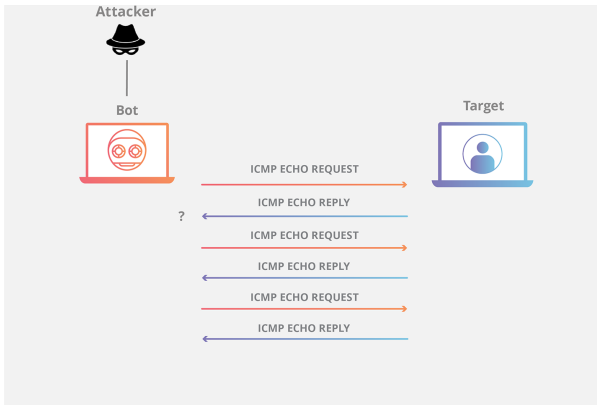 Attacker
Bot
Target
ICMP ECHO REQUEST
ICMP ECHO REPLY
?
ICMP ECHO REQUEST
ICMP ECHO REPLY
ICMP ECHO REQUEST
ICMP ECHO REPLY